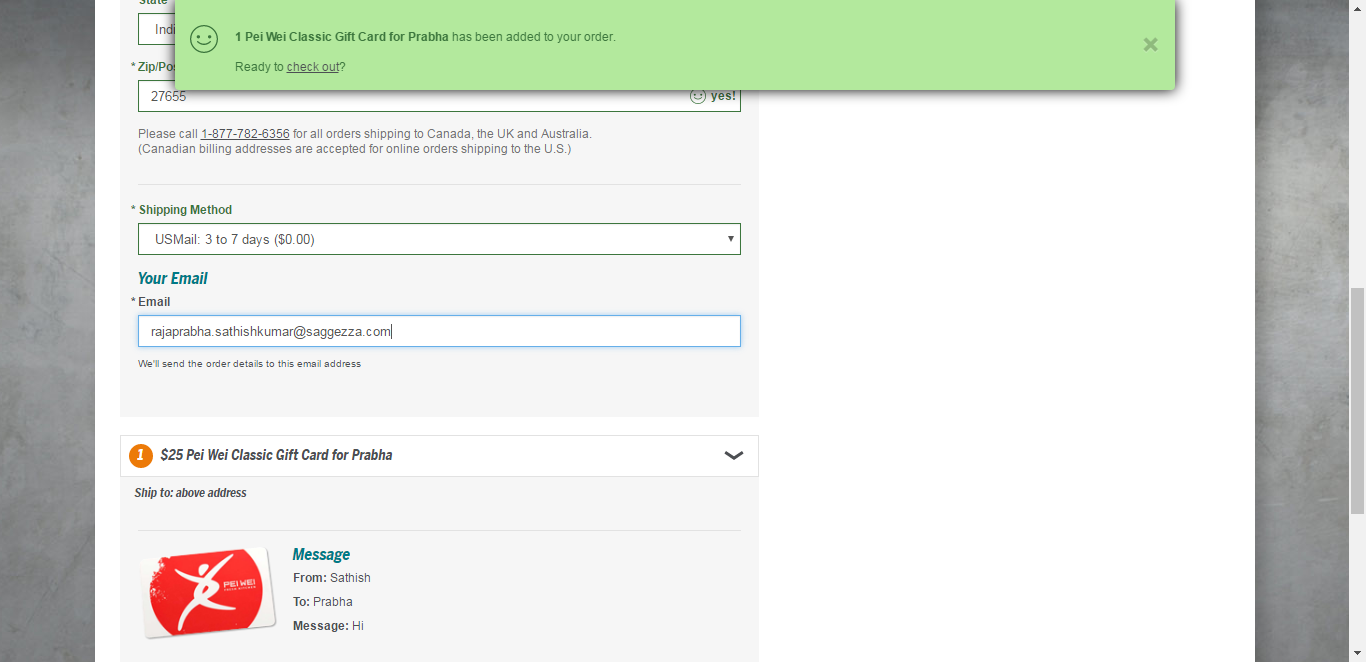 State
Indi
1 Pei Wei Classic Gift Card for Prabha has been added to your order.
Ready to check out?
* Zip/Pos
27655
yes!
Please call 1-877-782-6356 for all orders shipping to Canada, the UK and Australia.
(Canadian billing addresses are accepted for online orders shipping to the U.S.)
* Shipping Method
USMail: 3 to 7 days ($0.00)
Your Email
* Email
rajaprabha.sathishkumar@saggezza.com
We'll send the order details to this email address
1 $25 Pei Wei Classic Gift Card for Prabha
Ship to: above address
PEI WEI
Message
From: Sathish
To: Prabha
Message: Hi